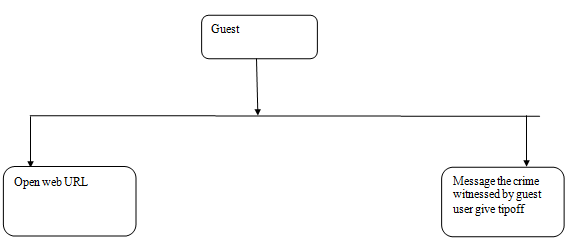 Guest
Open web URL
Message the crime
witnessed by guest
user give tipoff